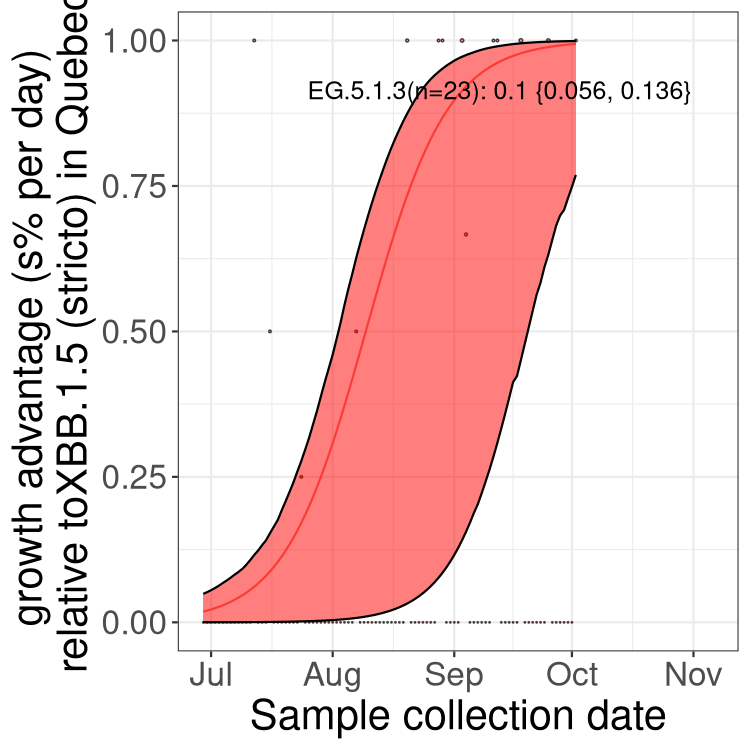 growth advantage (s% per day)
relative toXBB.1.5 (stricto) in Quebec
1.00
0.75
0.50
0.25
0.00
EG.5.1.3(n=23): 0.1 {0.056, 0.136}
Jul Aug Sep Oct Nov
Sample collection date